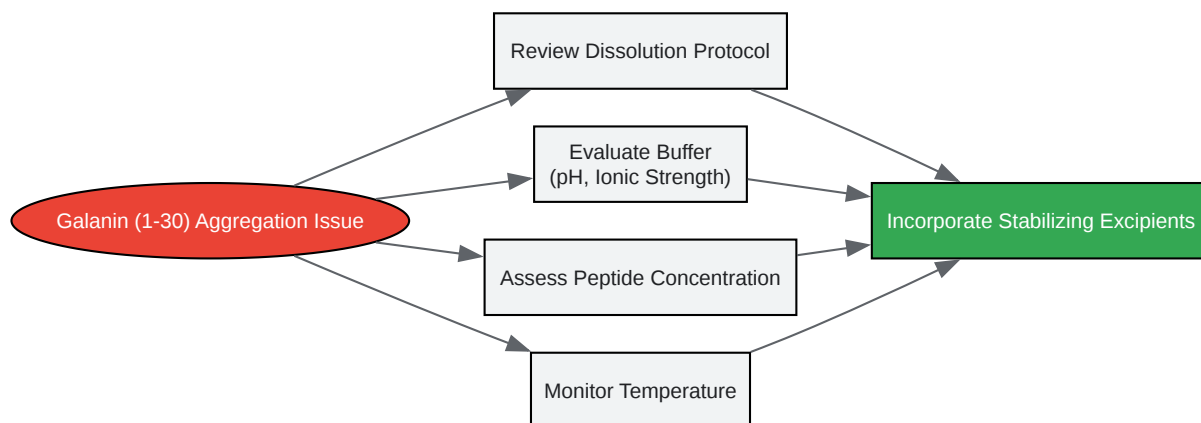 Review Dissolution Protocol
Evaluate Buffer
(pH, Ionic Strength)
Galanin (1-30) Aggregation Issue
Incorporate Stabilizing Excipients
Assess Peptide Concentration
Monitor Temperature